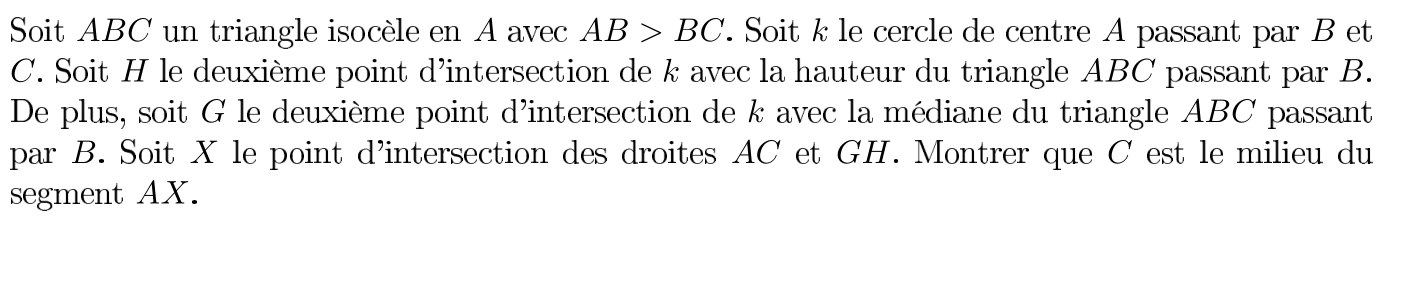 Soit ABC un triangle isocèle en A avec AB > BC. Soit k le cercle de centre A passant par B et
C. Soit H le deuxième point d'intersection de k avec la hauteur du triangle ABC passant par B.
De plus, soit G le deuxième point d'intersection de k avec la médiane du triangle ABC passant
par B. Soit X le point d'intersection des droites AC et GH. Montrer que C est le milieu du
segment AX.